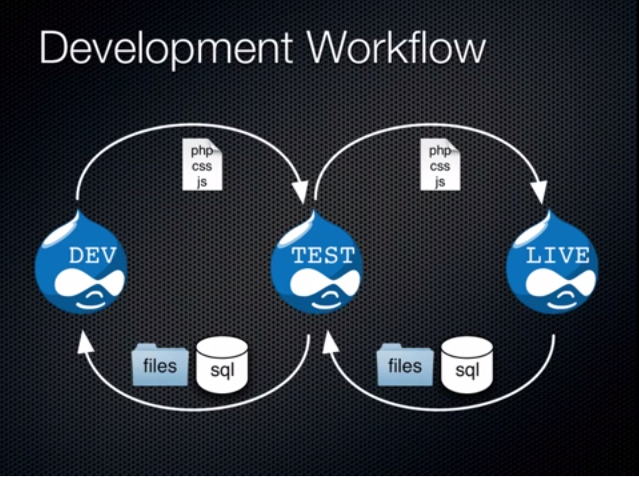 Development Workflow
php
css
js
php
css
js
DEV
TEST
LIVE
files
sql
files
sql